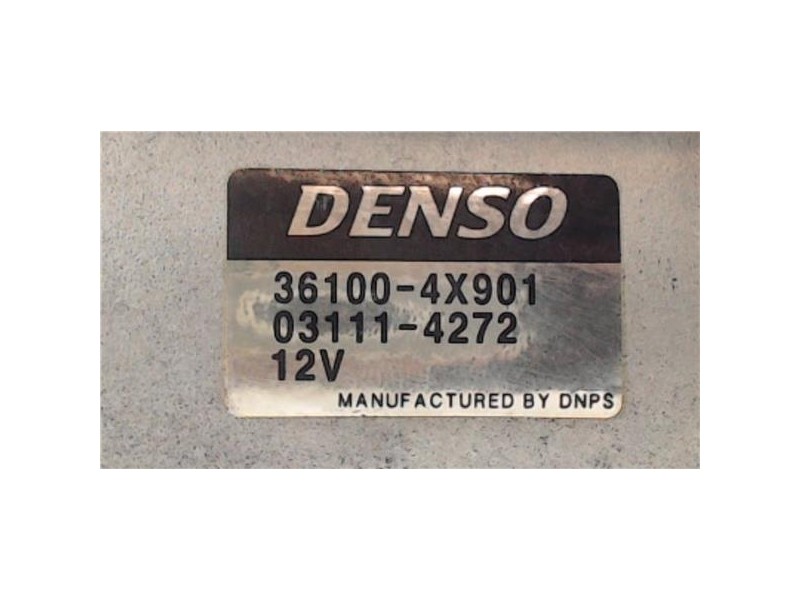 DENSO
36100-4X901
03111-4272
12V
MANUFACTURED BY DNPS